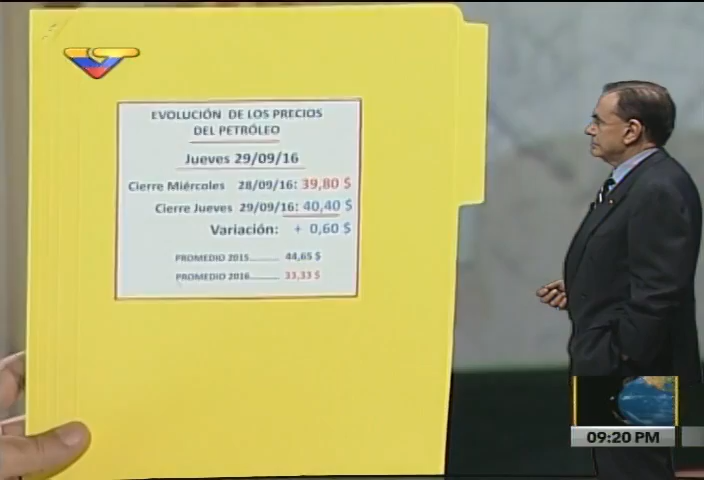 EVOLUCIÓN DE LOS PRECIOS
DEL PETRÓLEO
Jueves 29/09/16
Cierre Miércoles 28/09/16: 39,80 $
Cierre Jueves 29/09/16: 40,40 $
Variación: + 0,60 $
PROMEDIO 2015......... 44,65 $
PROMEDIO 2016......... 33,33 $
09:20 PM